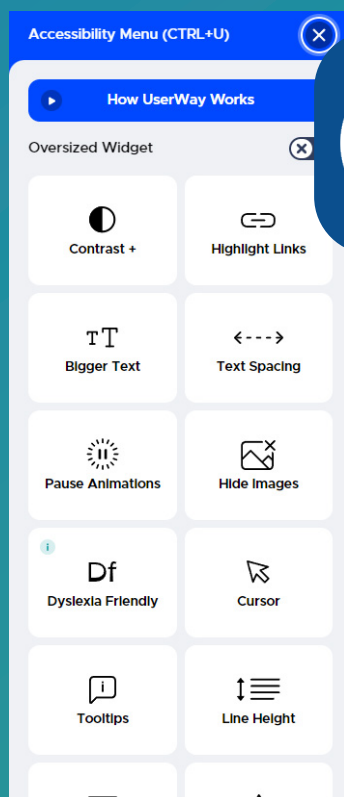 Accessibility Menu (CTRL+U)
How UserWay Works
Oversized Widget
Contrast +
Highlight Links
Bigger Text
Text Spacing
Pause Animations
Hide Images
Df
Dyslexia Friendly
Cursor
Tooltips
Line Height